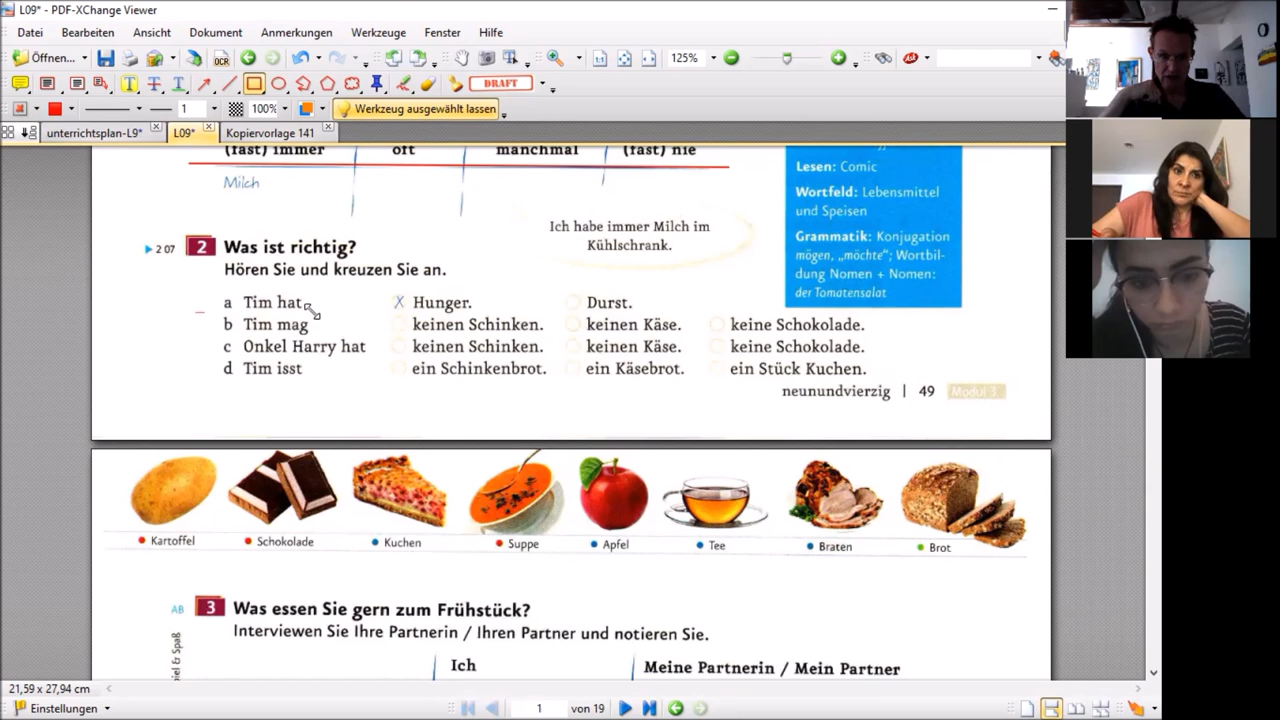 L09* - PDF-XChange Viewer
Datei Bearbeiten Ansicht Dokument Anmerkungen Werkzeuge Fenster Hilfe
Öffnen... OCR 125%
DRAFT
1 100% Werkzeug ausgewählt lassen
unterrichtsplan-L9* L09* Kopiervorlage 141
(fast) immer oft manchmal (fast) nie
Milch
Ich habe immer Milch im
Kühlschrank.
Lesen: Comic
Wortfeld: Lebensmittel
und Speisen
Grammatik: Konjugation
mögen, „möchte“; Wortbil-
dung Nomen + Nomen:
der Tomatensalat
2 07 2 Was ist richtig?
Hören Sie und kreuzen Sie an.
a Tim hat X Hunger. Durst.
b Tim mag keinen Schinken. keinen Käse. keine Schokolade.
c Onkel Harry hat keinen Schinken. keinen Käse. keine Schokolade.
d Tim isst ein Schinkenbrot. ein Käsebrot. ein Stück Kuchen.
neunundvierzig | 49 Modul 3
Kartoffel Schokolade Kuchen Suppe Apfel Tee Braten Brot
AB 3 Was essen Sie gern zum Frühstück?
Interviewen Sie Ihre Partnerin / Ihren Partner und notieren Sie.
iel & Spaß
Ich Meine Partnerin / Mein Partner
21,59 x 27,94 cm
Einstellungen 1 von 19